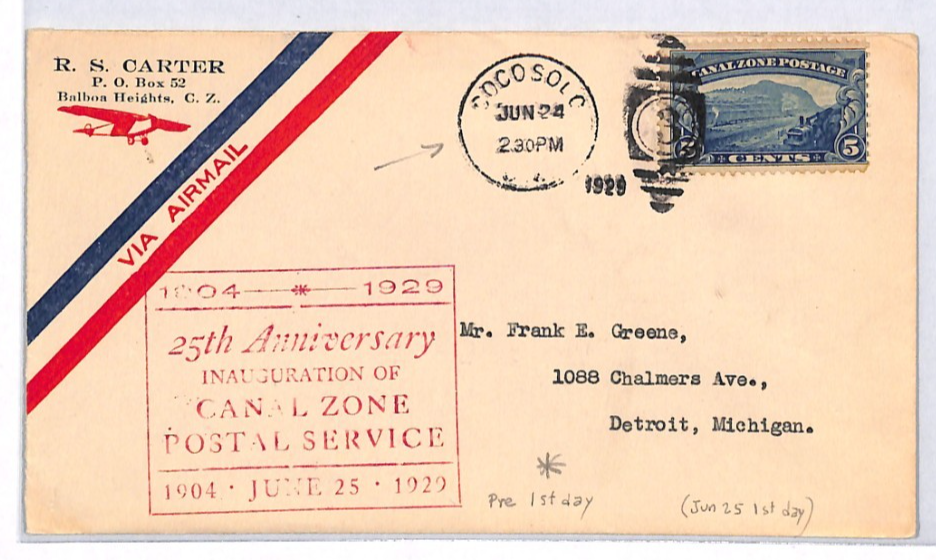 R. S. CARTER
P. O. Box 52
Balboa Heights, C. Z.
VIA AIRMAIL
COCO SOLO
JUN 24
2.30PM
1929
CANAL ZONE POSTAGE
5
CENTS
1904 * 1929
25th Anniversary
INAUGURATION OF
CANAL ZONE
POSTAL SERVICE
1904 · JUNE 25 · 1929
Mr. Frank E. Greene,
1088 Chalmers Ave.,
Detroit, Michigan.
*
Pre 1st day
(Jun 25 1st day)